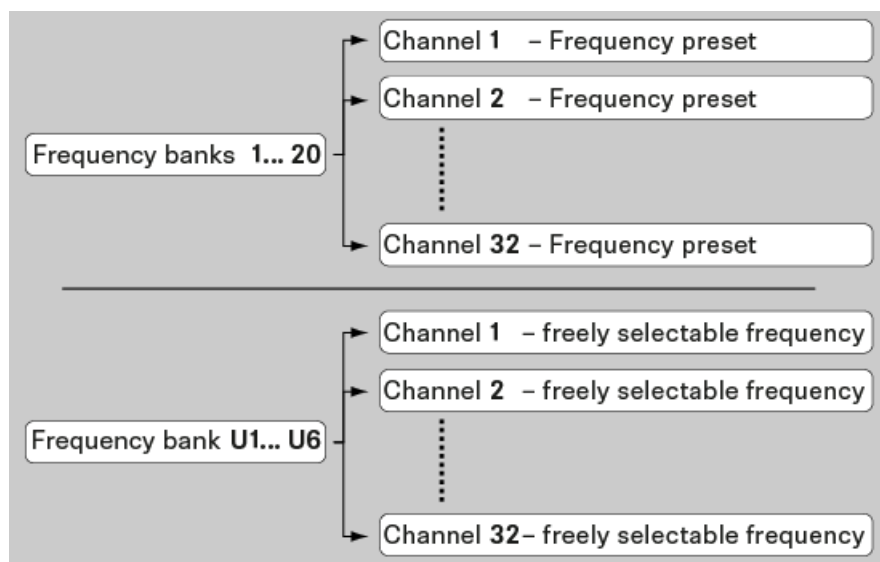 Channel 1 – Frequency preset
Channel 2 – Frequency preset
Frequency banks 1... 20
Channel 32 – Frequency preset
Channel 1 – freely selectable frequency
Channel 2 – freely selectable frequency
Frequency bank U1... U6
Channel 32– freely selectable frequency